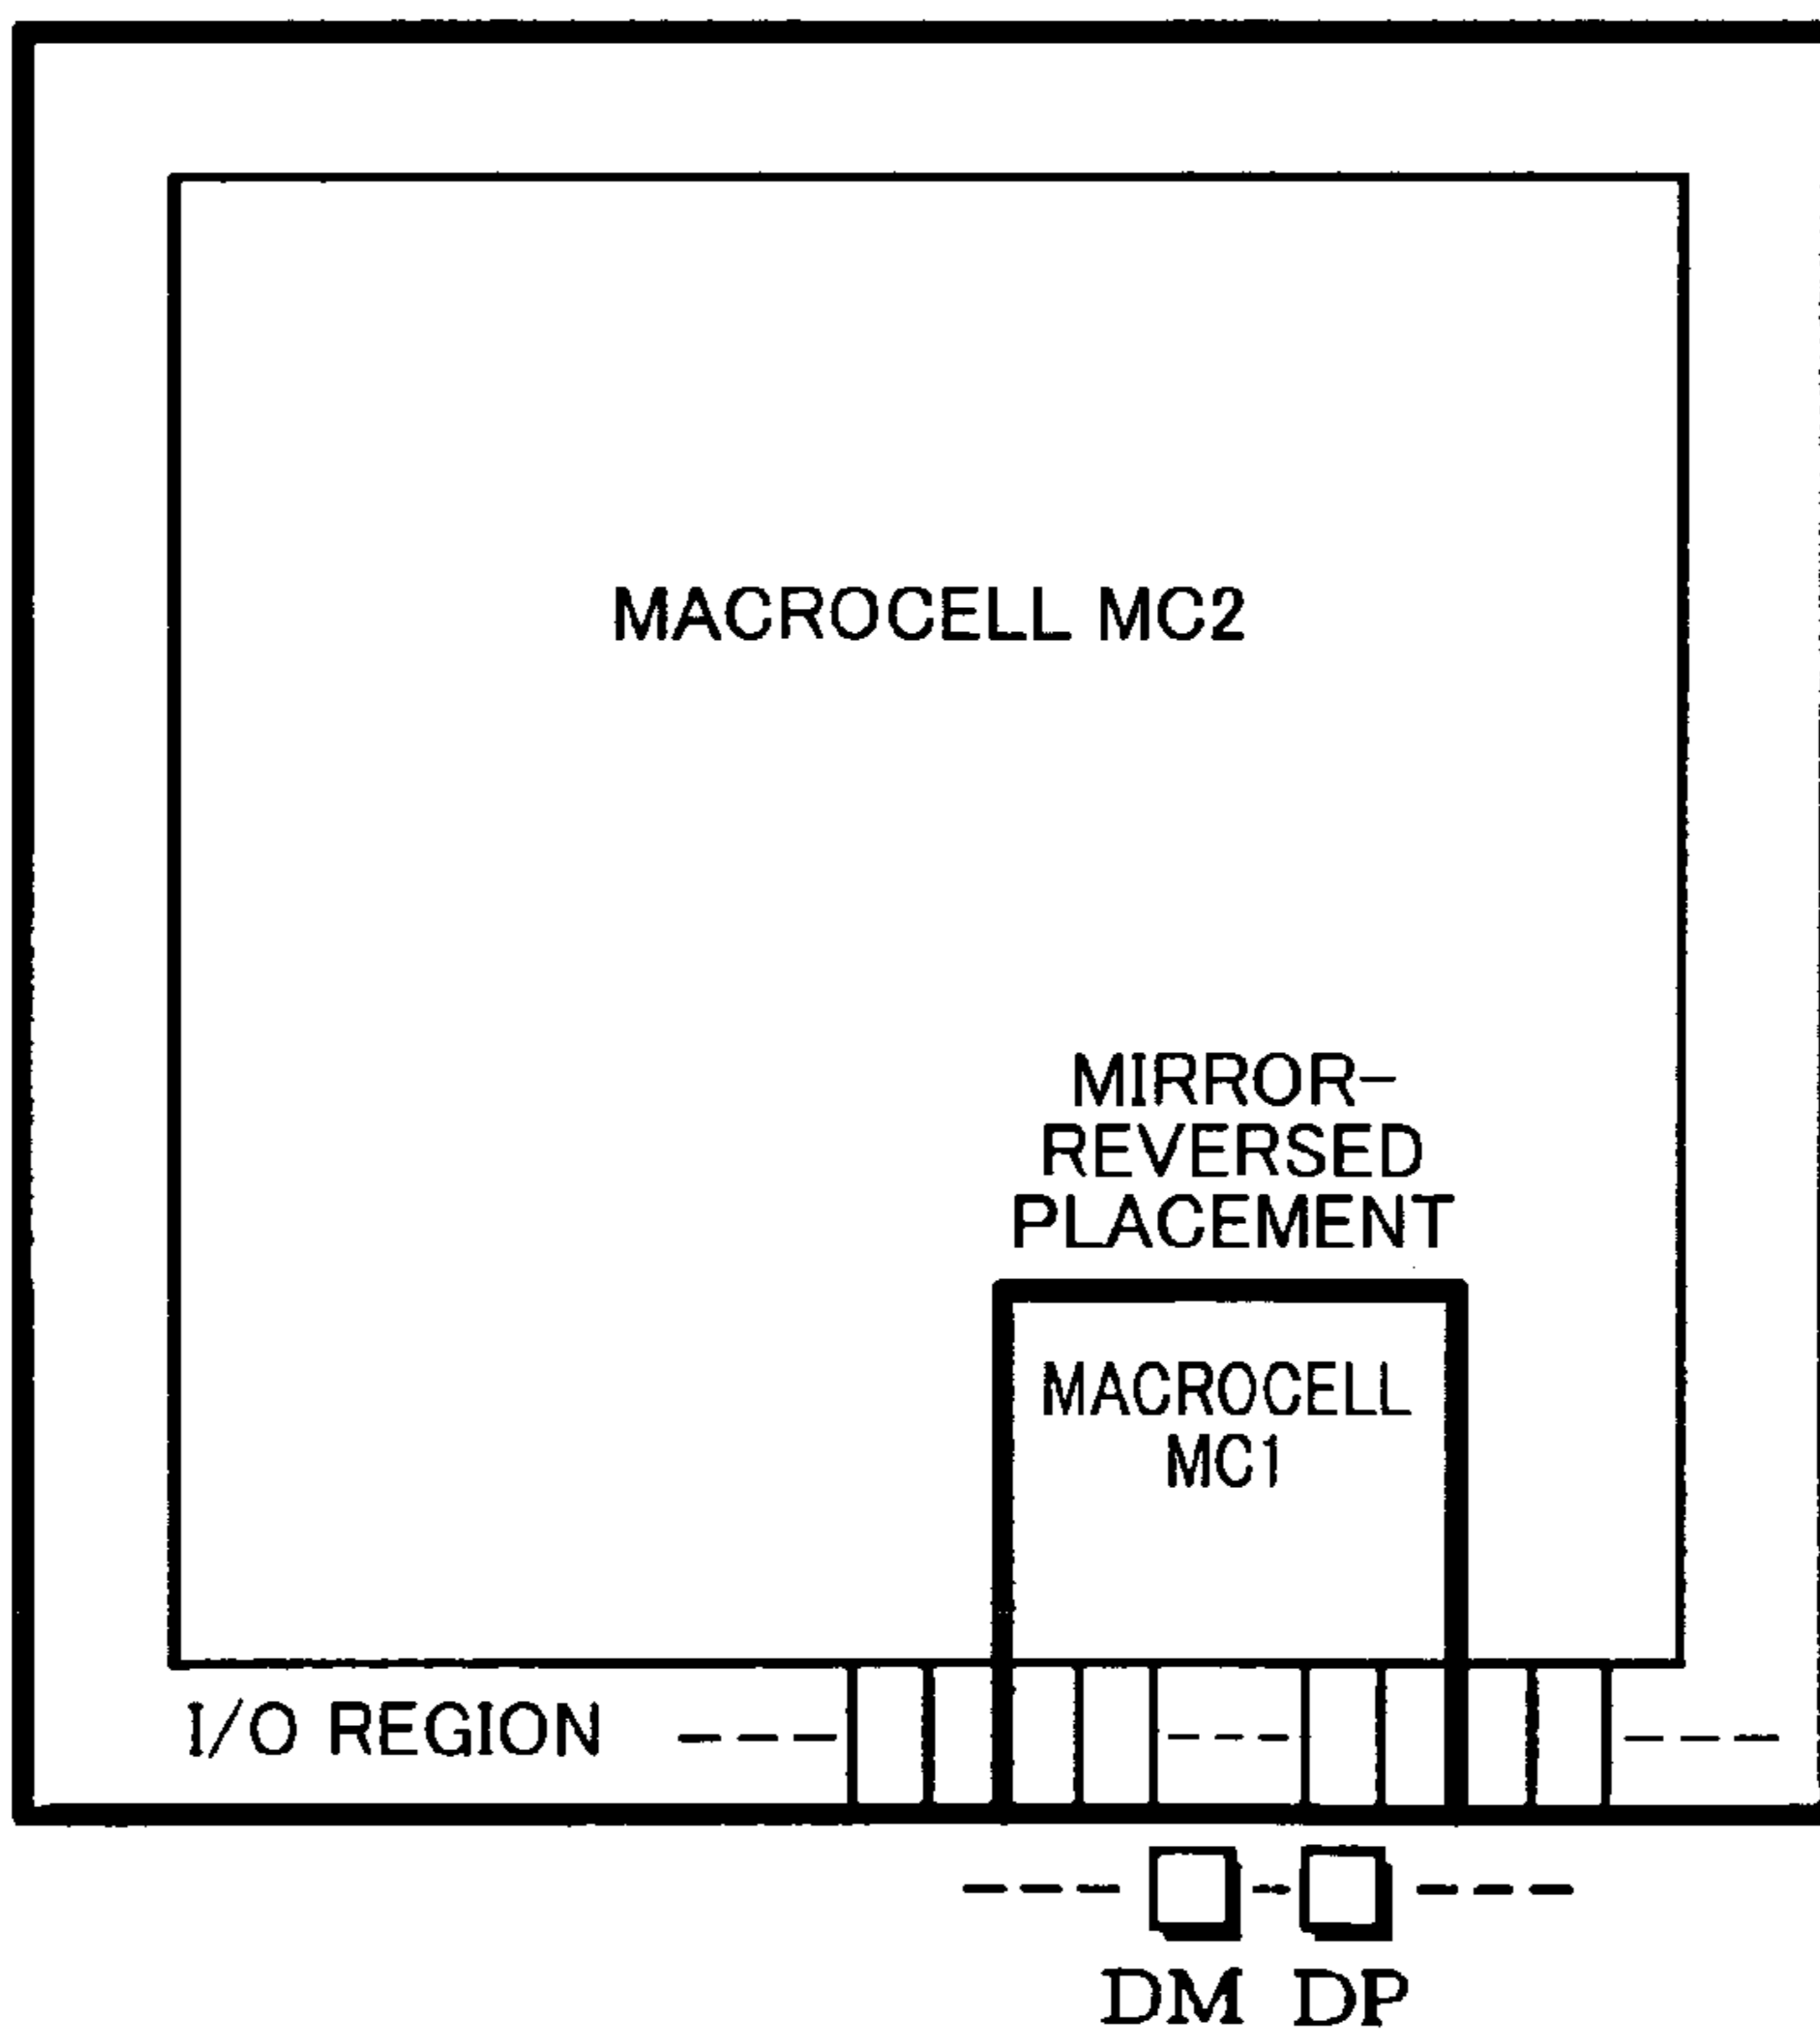 MACROCELL MC2
MIRROR-
REVERSED
PLACEMENT
MACROCELL
MC1
I/O REGION
DM DP